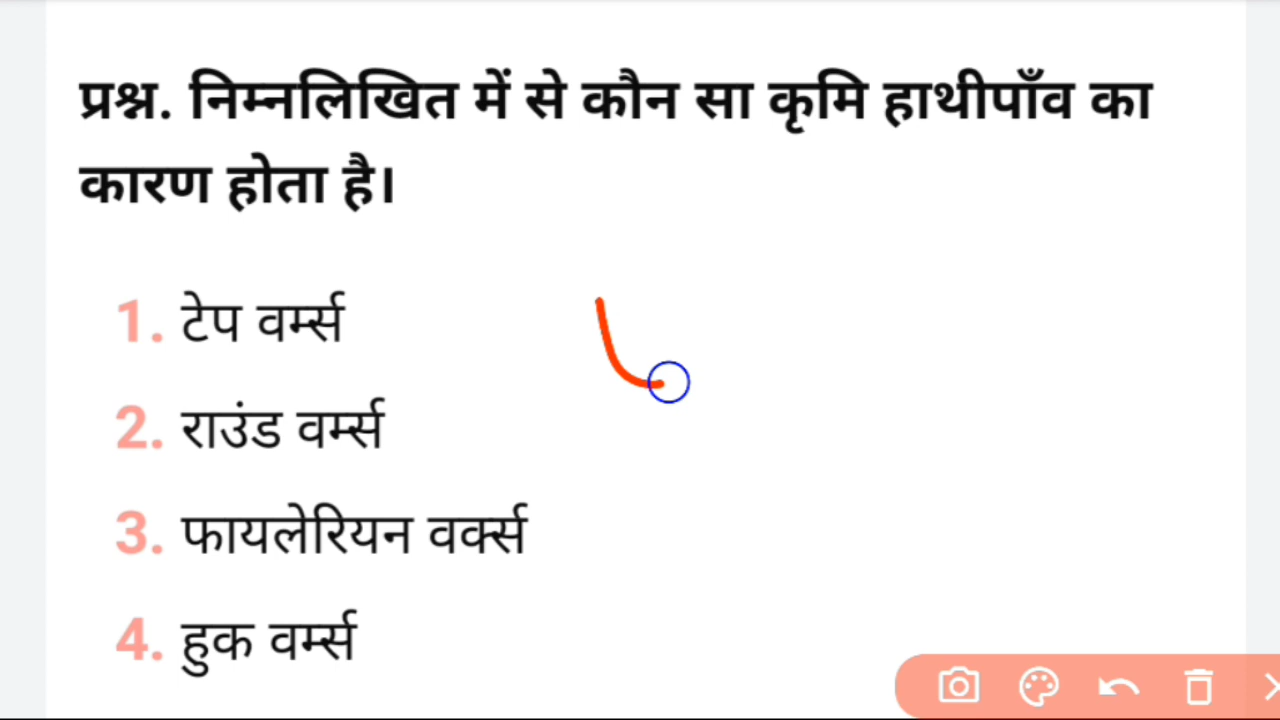 प्रश्न. निम्नलिखित में से कौन सा कृमि हाथीपाँव का
कारण होता है।
1. टेप वर्म्स
2. राउंड वर्म्स
3. फायलेरियन वर्क्स
4. हुक वर्म्स